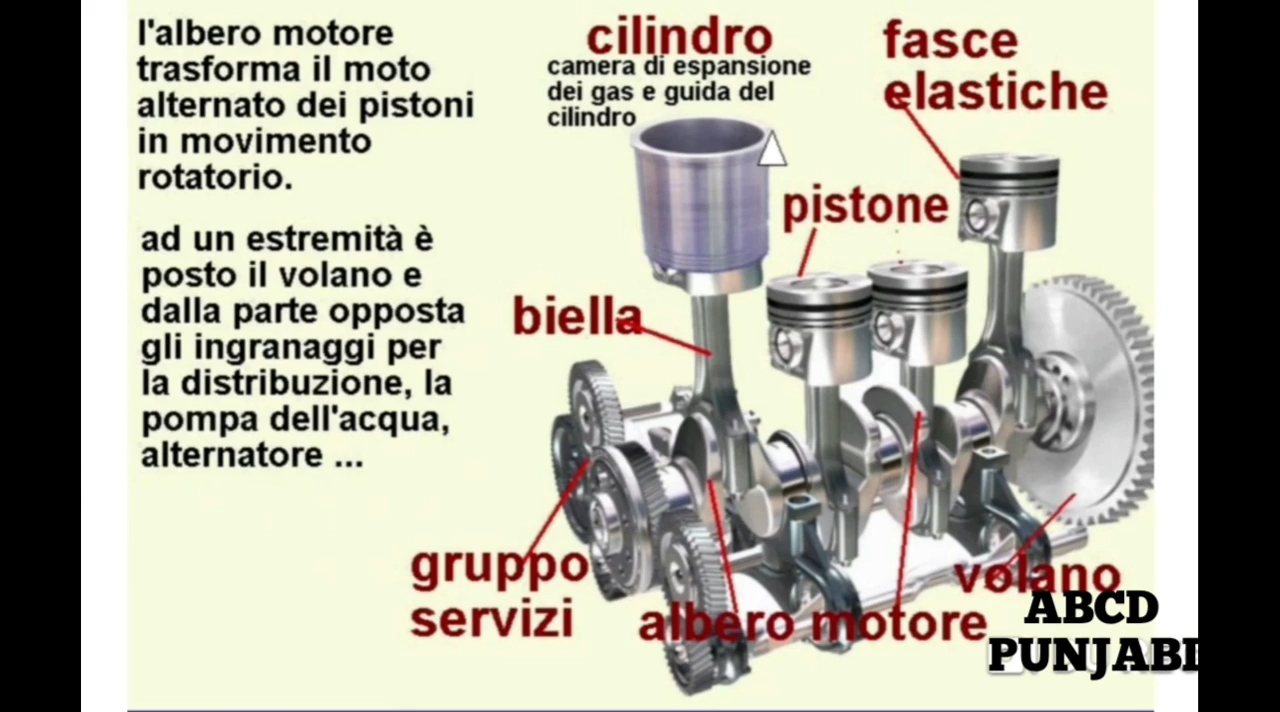 l'albero motore
trasforma il moto
alternato dei pistoni
in movimento
rotatorio.
ad un estremità è
posto il volano e
dalla parte opposta
gli ingranaggi per
la distribuzione, la
pompa dell'acqua,
alternatore ...
cilindro
camera di espansione
dei gas e guida del
cilindro
fasce
elastiche
pistone
biella
gruppo
servizi
albero motore
volano
ABCD
PUNJABI